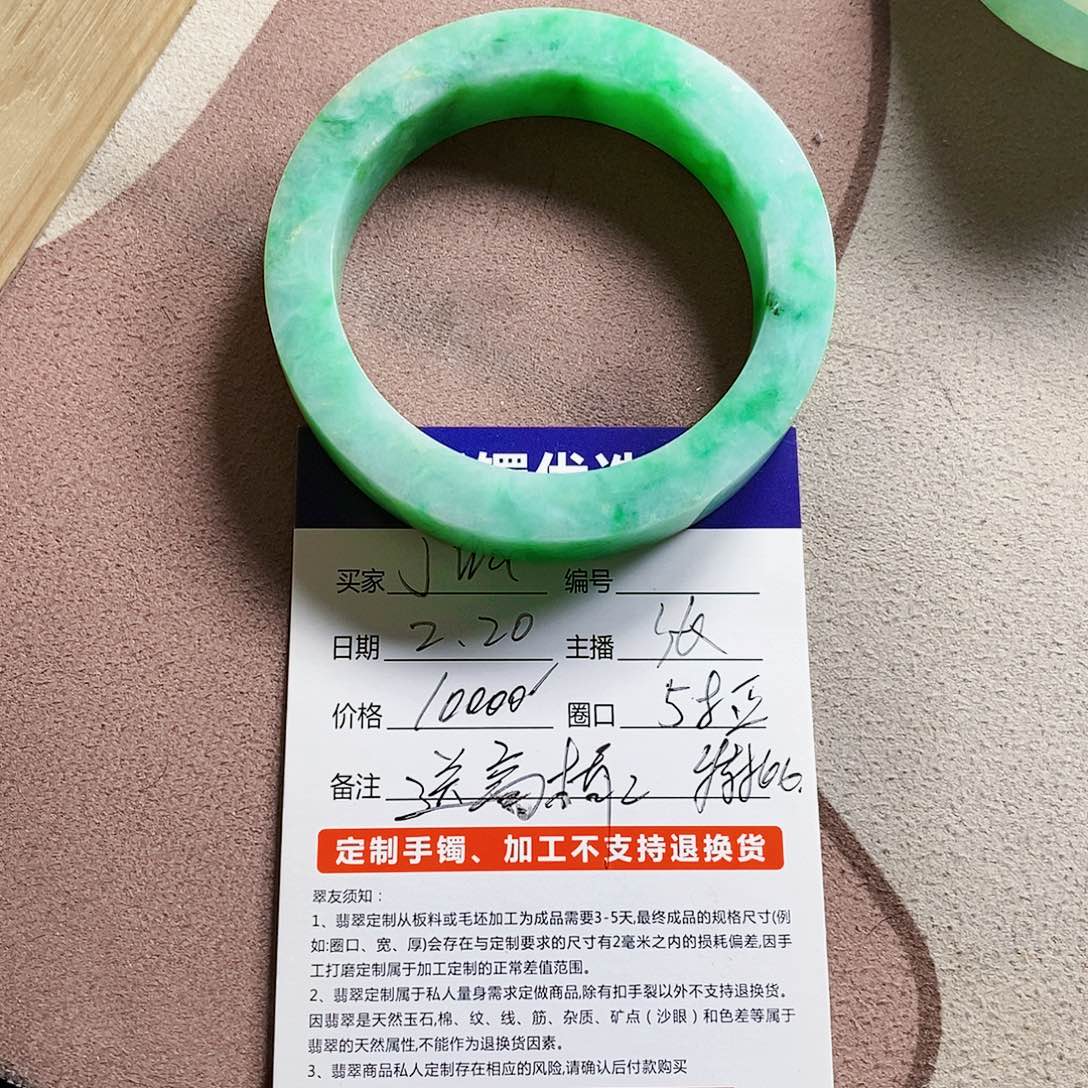 镯优选
买家 J Wu 编号
日期 2.20 主播
价格 10000 圈口 5
备注 送高
定制手镯、加工不支持退换货
翠友须知：
1、翡翠定制从板料或毛坯加工为成品需要3-5天,最终成品的规格尺寸(例
如:圈口、宽、厚)会存在与定制要求的尺寸有2毫米之内的损耗偏差,因手
工打磨定制属于加工定制的正常差值范围。
2、翡翠定制属于私人量身需求定做商品,除有扣手裂以外不支持退换货。
因翡翠是天然玉石,棉、纹、线、筋、杂质、矿点（沙眼）和色差等属于
翡翠的天然属性,不能作为退换货因素。
3、翡翠商品私人定制存在相应的风险,请确认后付款购买